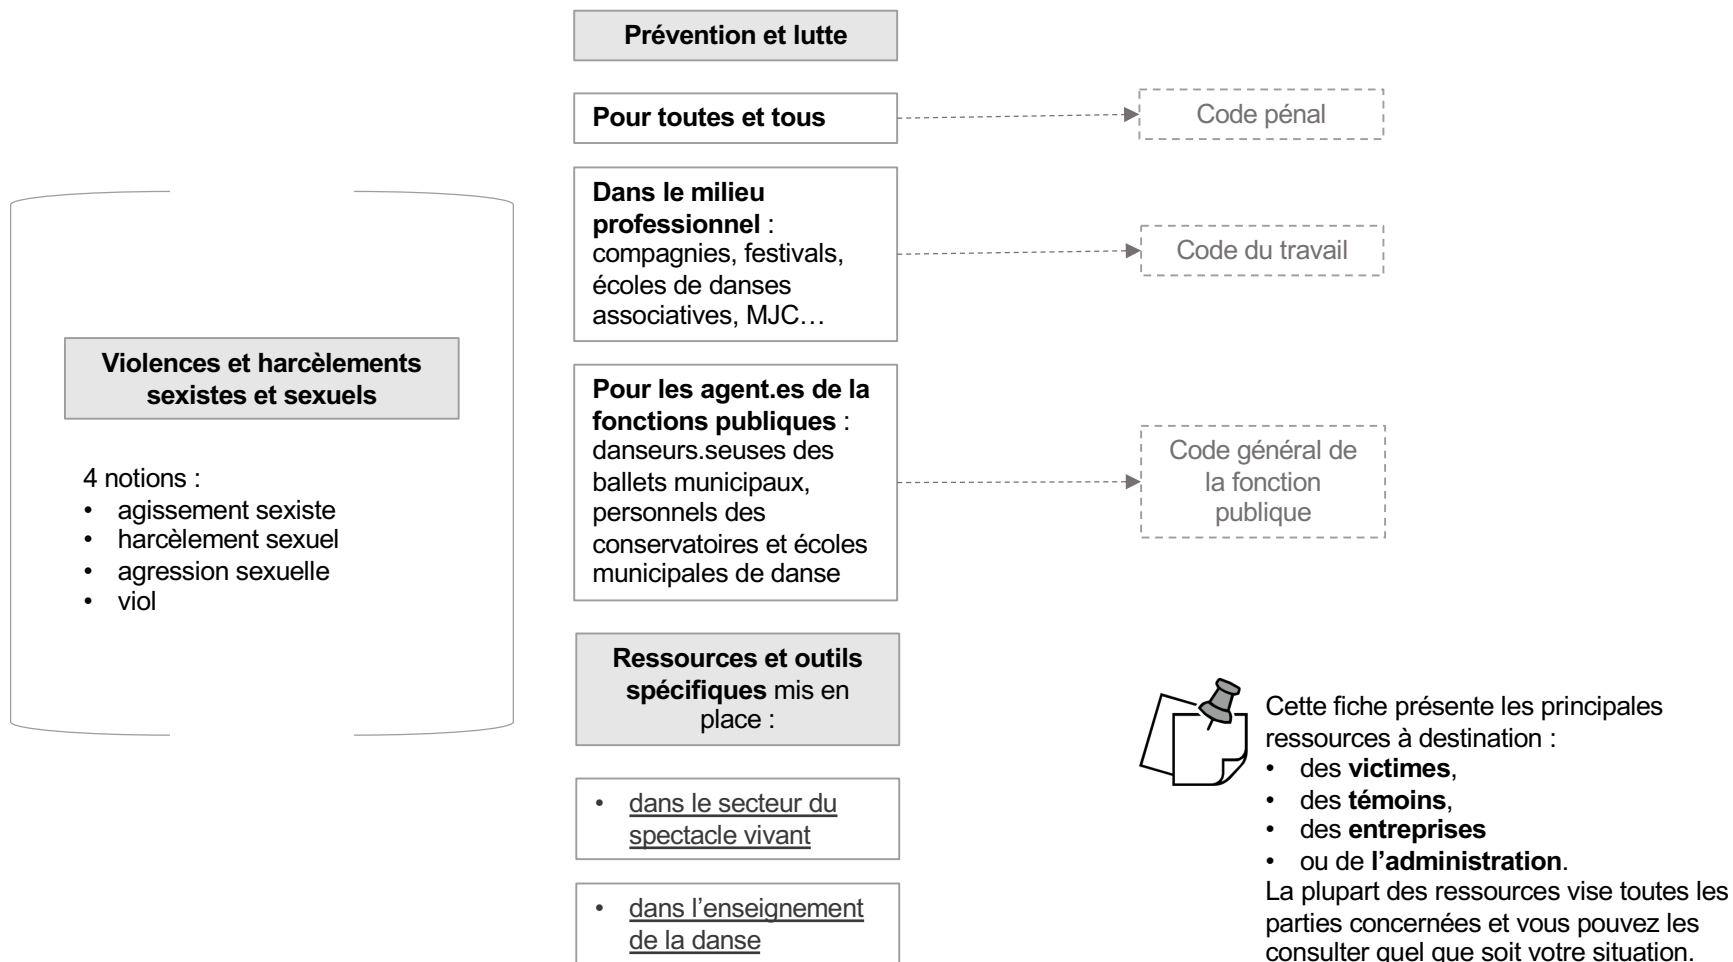 Prévention et lutte
Pour toutes et tous
Code pénal
Dans le milieu
professionnel :
compagnies, festivals,
écoles de danses
associatives, MJC…
Code du travail
Violences et harcèlements
sexistes et sexuels
4 notions :
• agissement sexiste
• harcèlement sexuel
• agression sexuelle
• viol
Pour les agent.es de la
fonctions publiques :
danseurs.seuses des
ballets municipaux,
personnels des
conservatoires et écoles
municipales de danse
Code général de
la fonction
publique
Ressources et outils
spécifiques mis en
place :
• dans le secteur du
spectacle vivant
• dans l’enseignement
de la danse
Cette fiche présente les principales
ressources à destination :
• des victimes,
• des témoins,
• des entreprises
• ou de l’administration.
La plupart des ressources vise toutes les
parties concernées et vous pouvez les
consulter quel que soit votre situation.